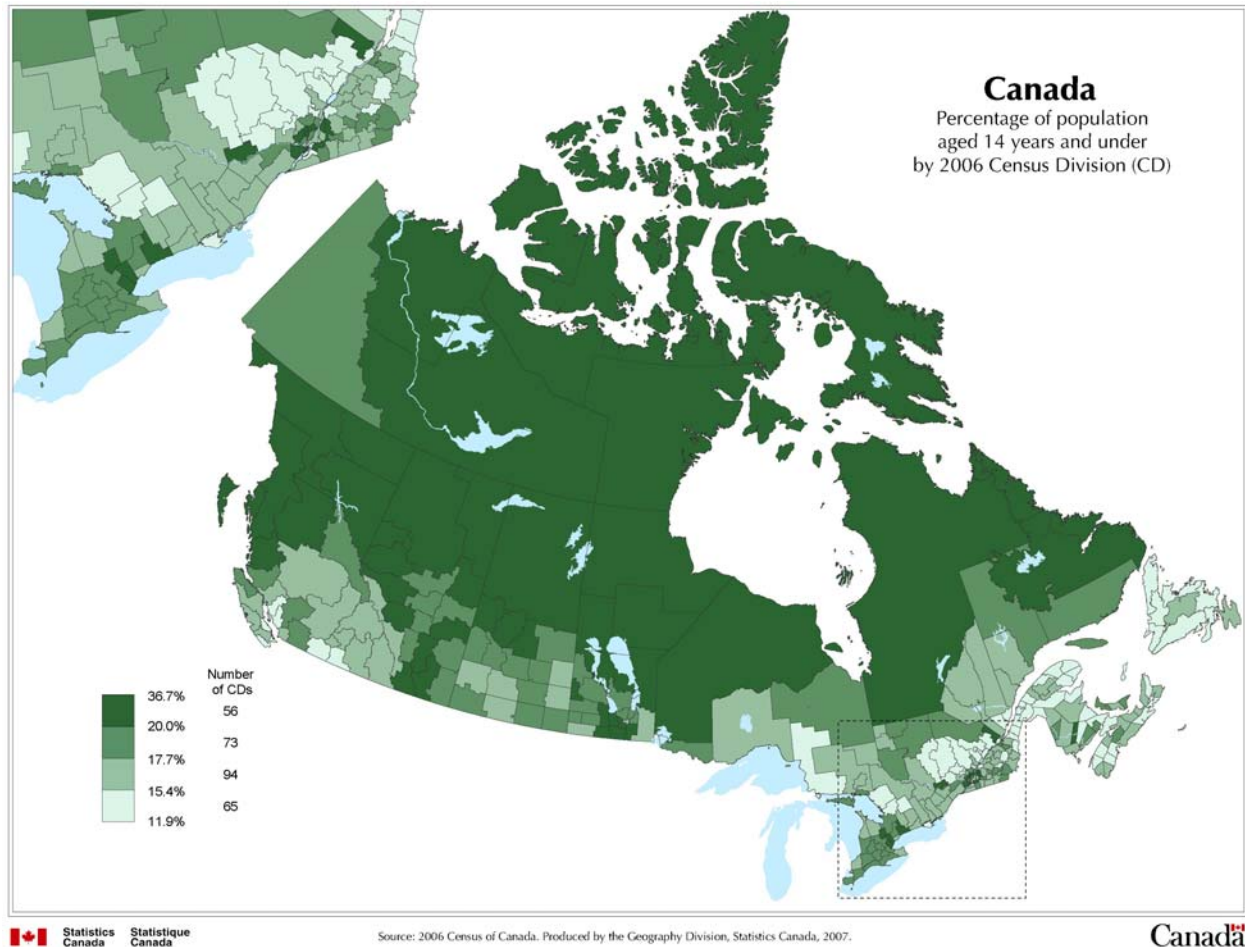 Canada
Percentage of population
aged 14 years and under
by 2006 Census Division (CD)
Number
of CDs
36.7%
56
20.0%
73
17.7%
94
15.4%
65
11.9%
Statistics Statistique
Canada Canada
Source: 2006 Census of Canada. Produced by the Geography Division, Statistics Canada, 2007.
Canada